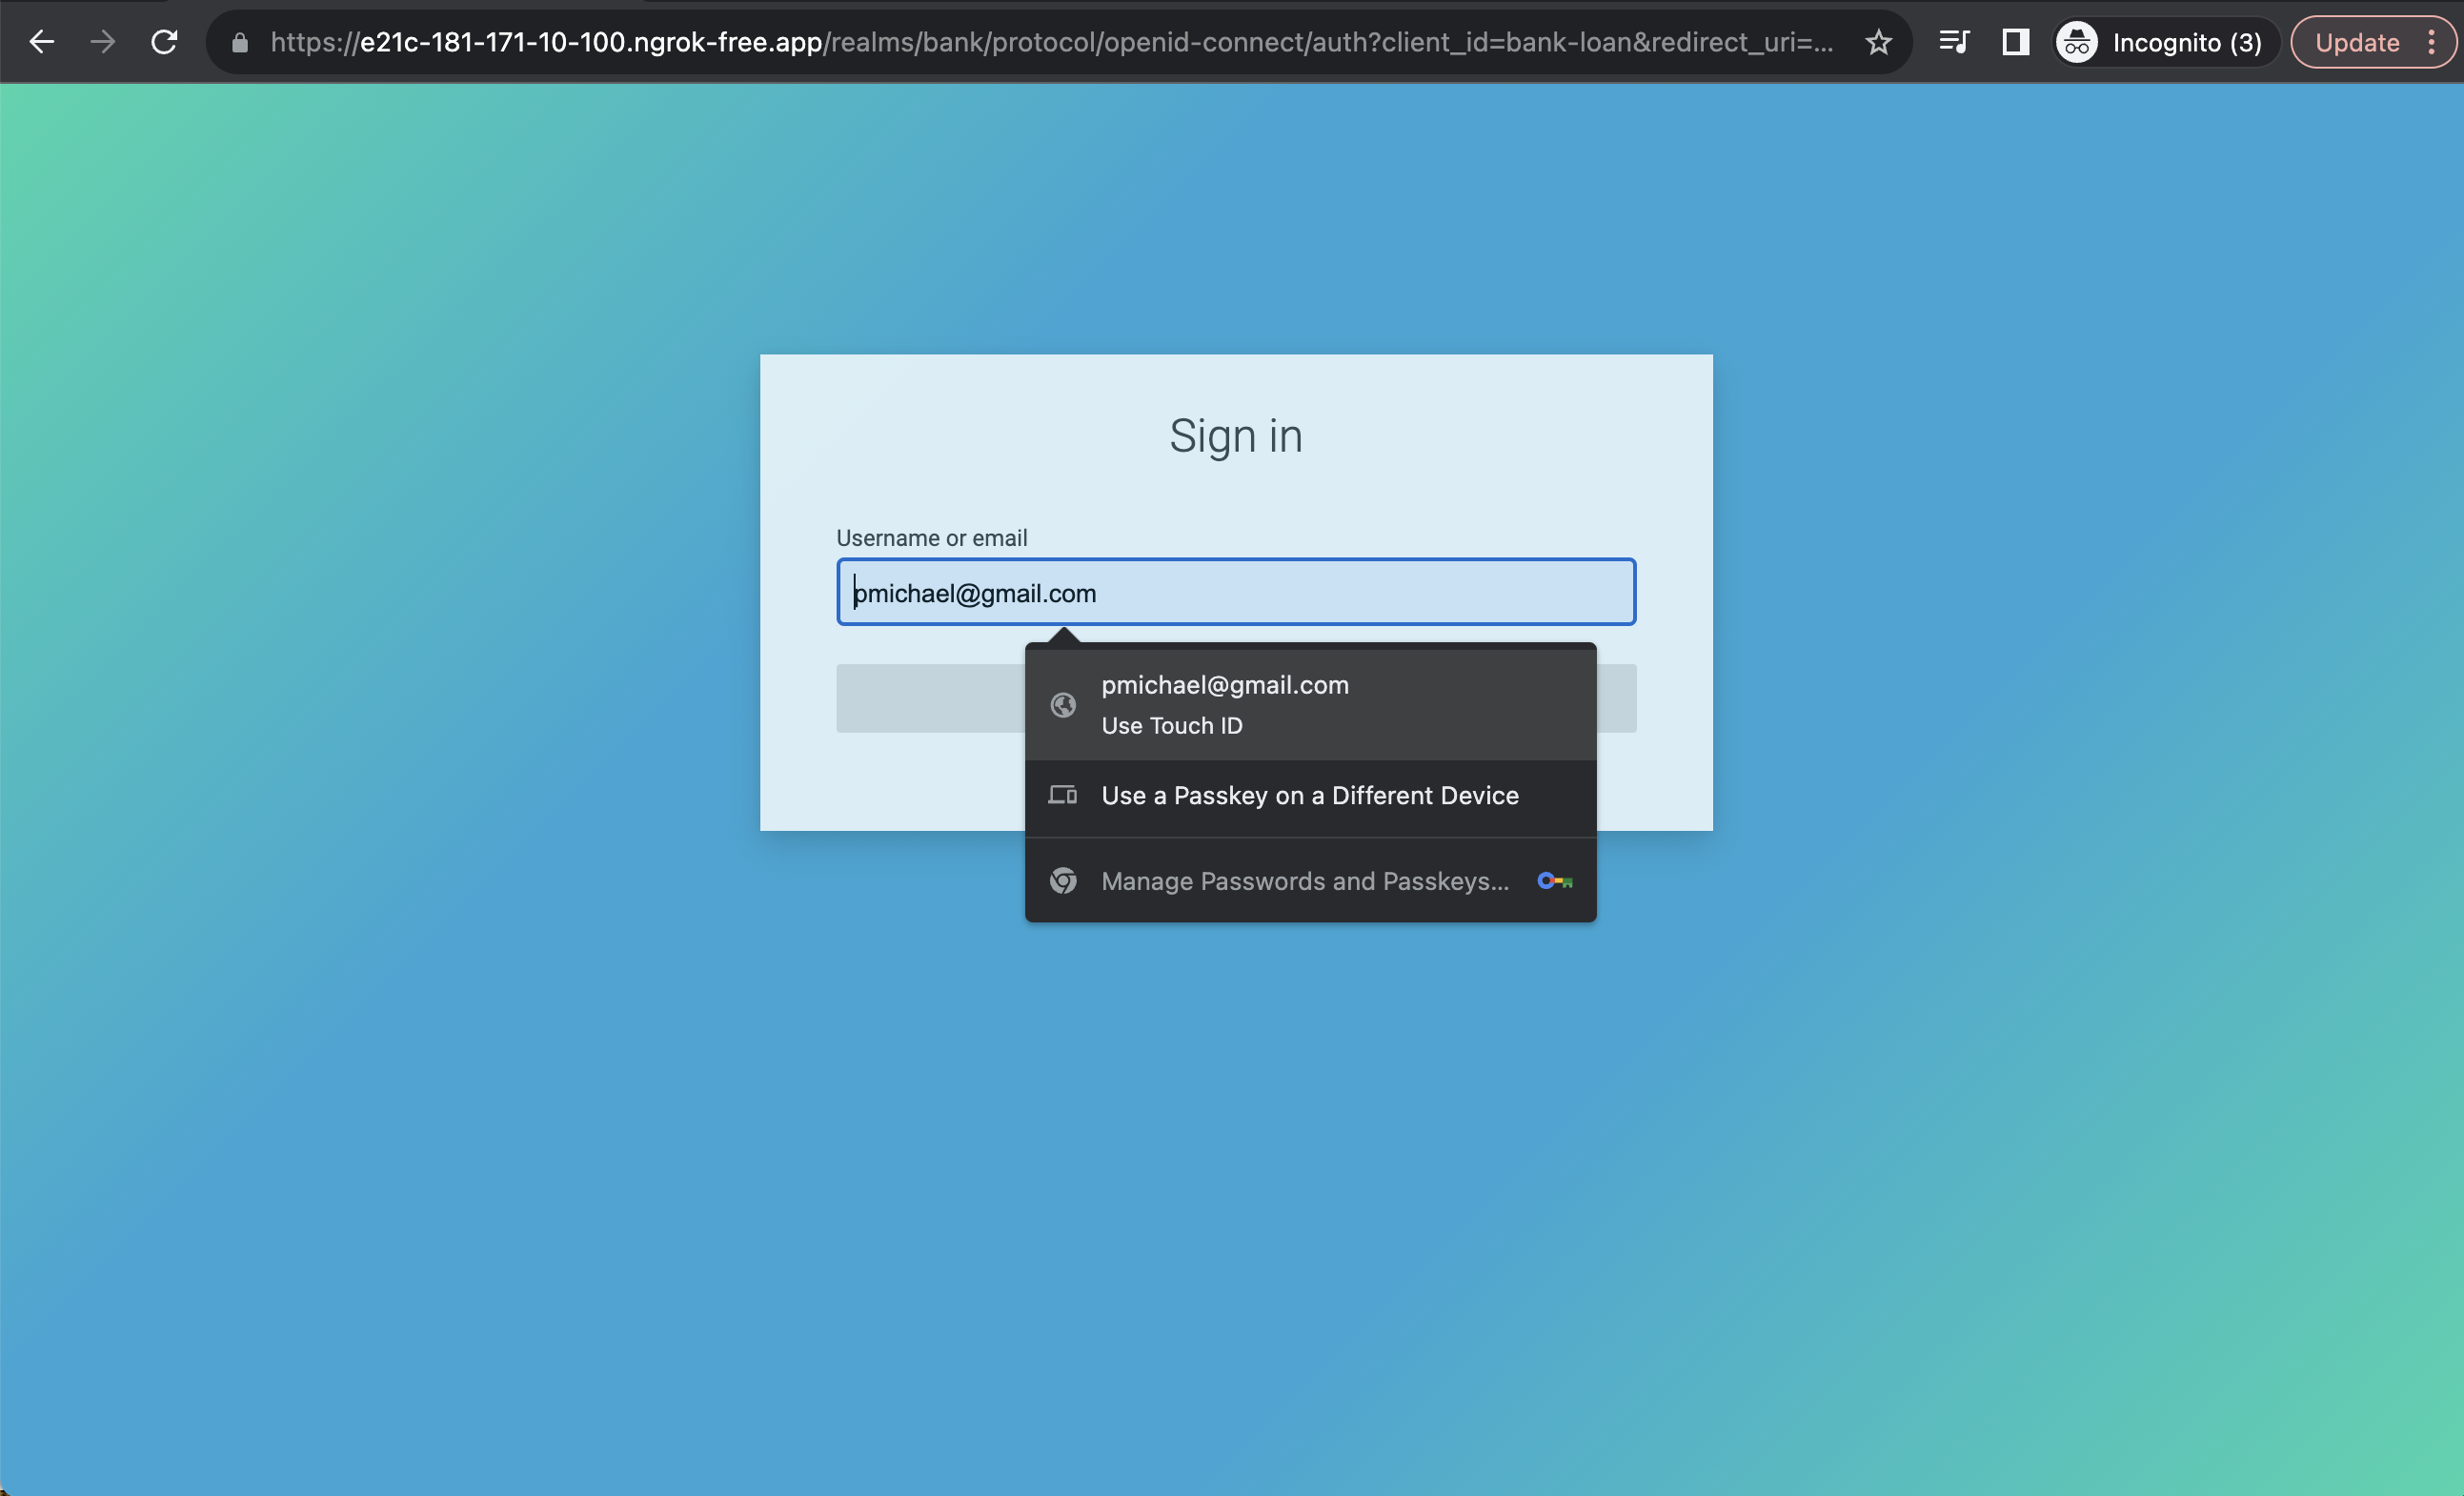 https://e21c-181-171-10-100.ngrok-free.app/realms/bank/protocol/openid-connect/auth?client_id=bank-loan&redirect_uri=...
Incognito (3)
Update
Sign in
Username or email
pmichael@gmail.com
pmichael@gmail.com
Use Touch ID
Use a Passkey on a Different Device
Manage Passwords and Passkeys...